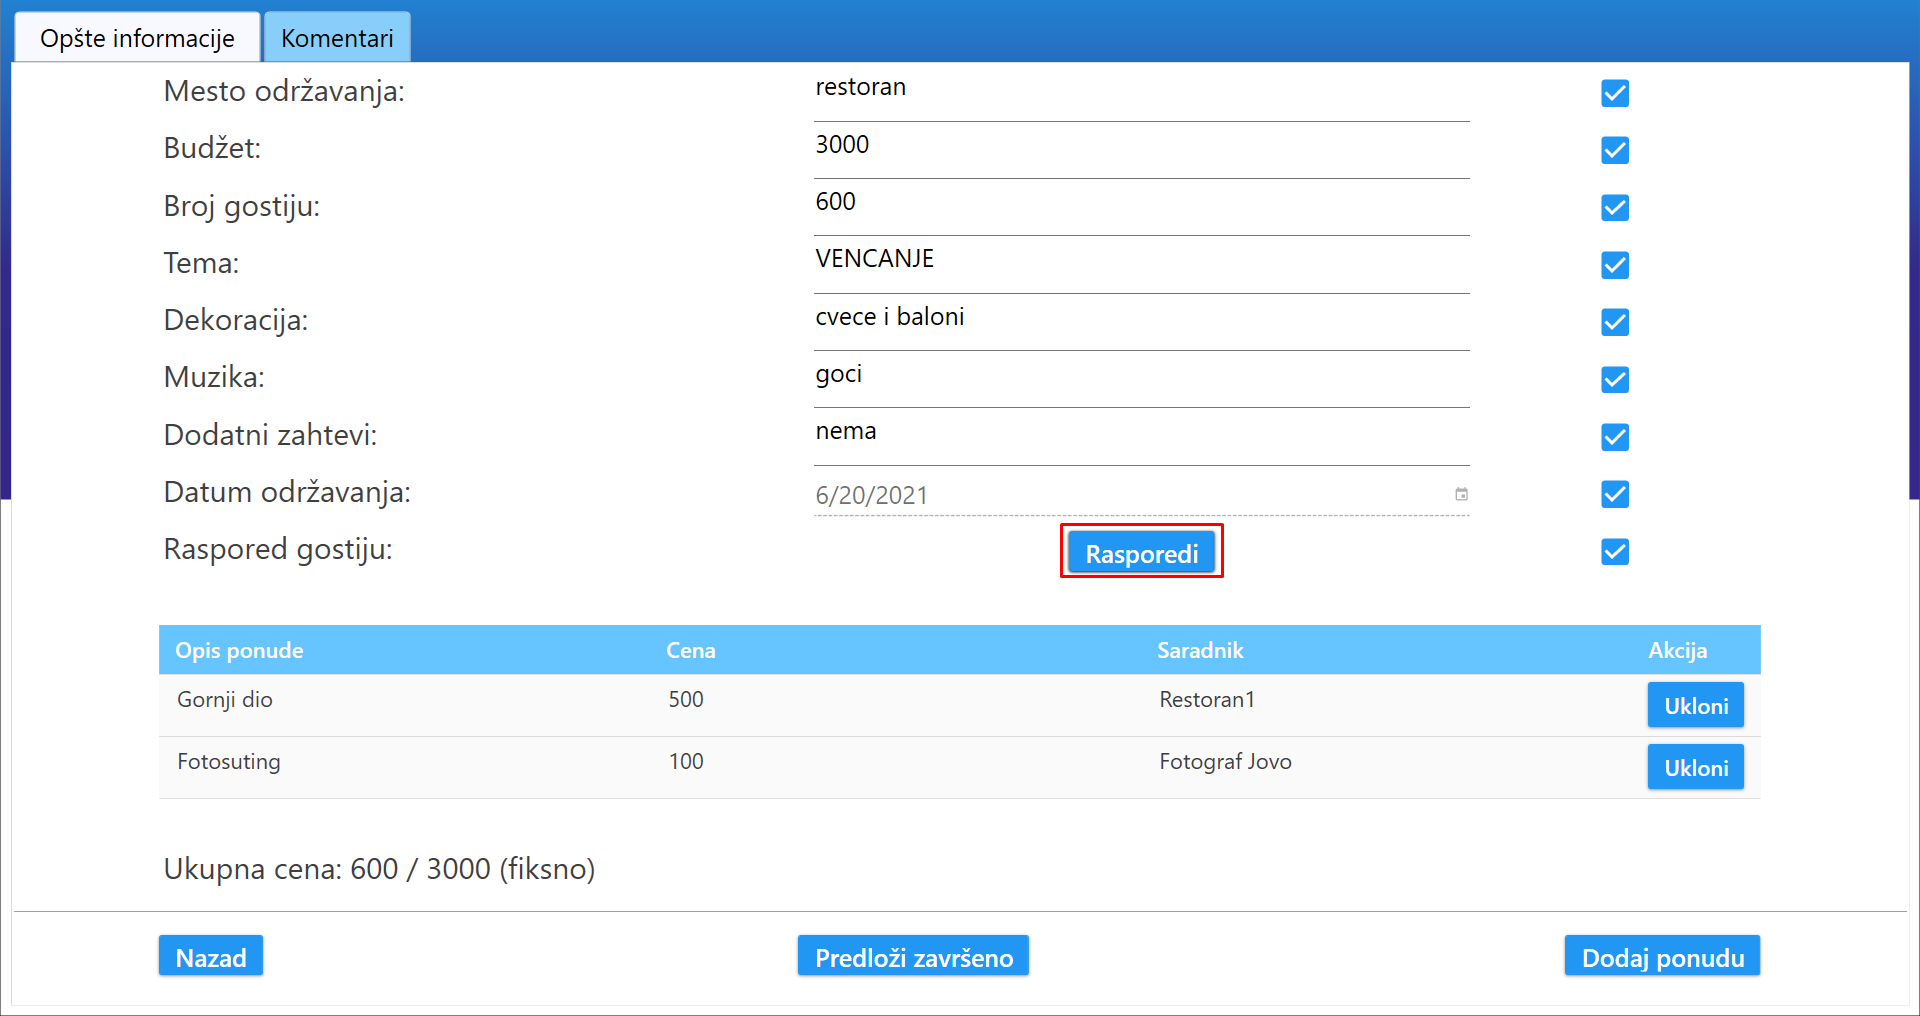 Opšte informacije Komentari
Mesto održavanja: restoran
Budžet: 3000
Broj gostiju: 600
Tema: VENCANJE
Dekoracija: cvece i baloni
Muzika: goci
Dodatni zahtevi: nema
Datum održavanja: 6/20/2021
Raspored gostiju: Rasporedi
Opis ponude Cena Saradnik Akcija
Gornji dio 500 Restoran1 Ukloni
Fotosuting 100 Fotograf Jovo Ukloni
Ukupna cena: 600 / 3000 (fiksno)
Nazad Predloži završeno Dodaj ponudu